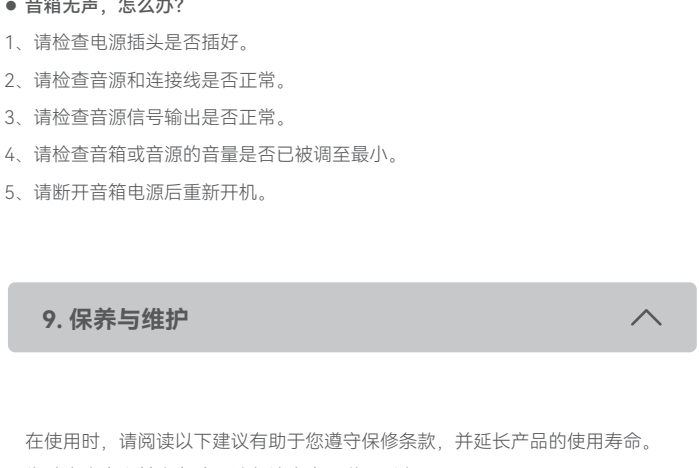 ● 音箱无声，怎么办？
1、请检查电源插头是否插好。
2、请检查音源和连接线是否正常。
3、请检查音源信号输出是否正常。
4、请检查音箱或音源的音量是否已被调至最小。
5、请断开音箱电源后重新开机。
9. 保养与维护
在使用时，请阅读以下建议有助于您遵守保修条款，并延长产品的使用寿命。